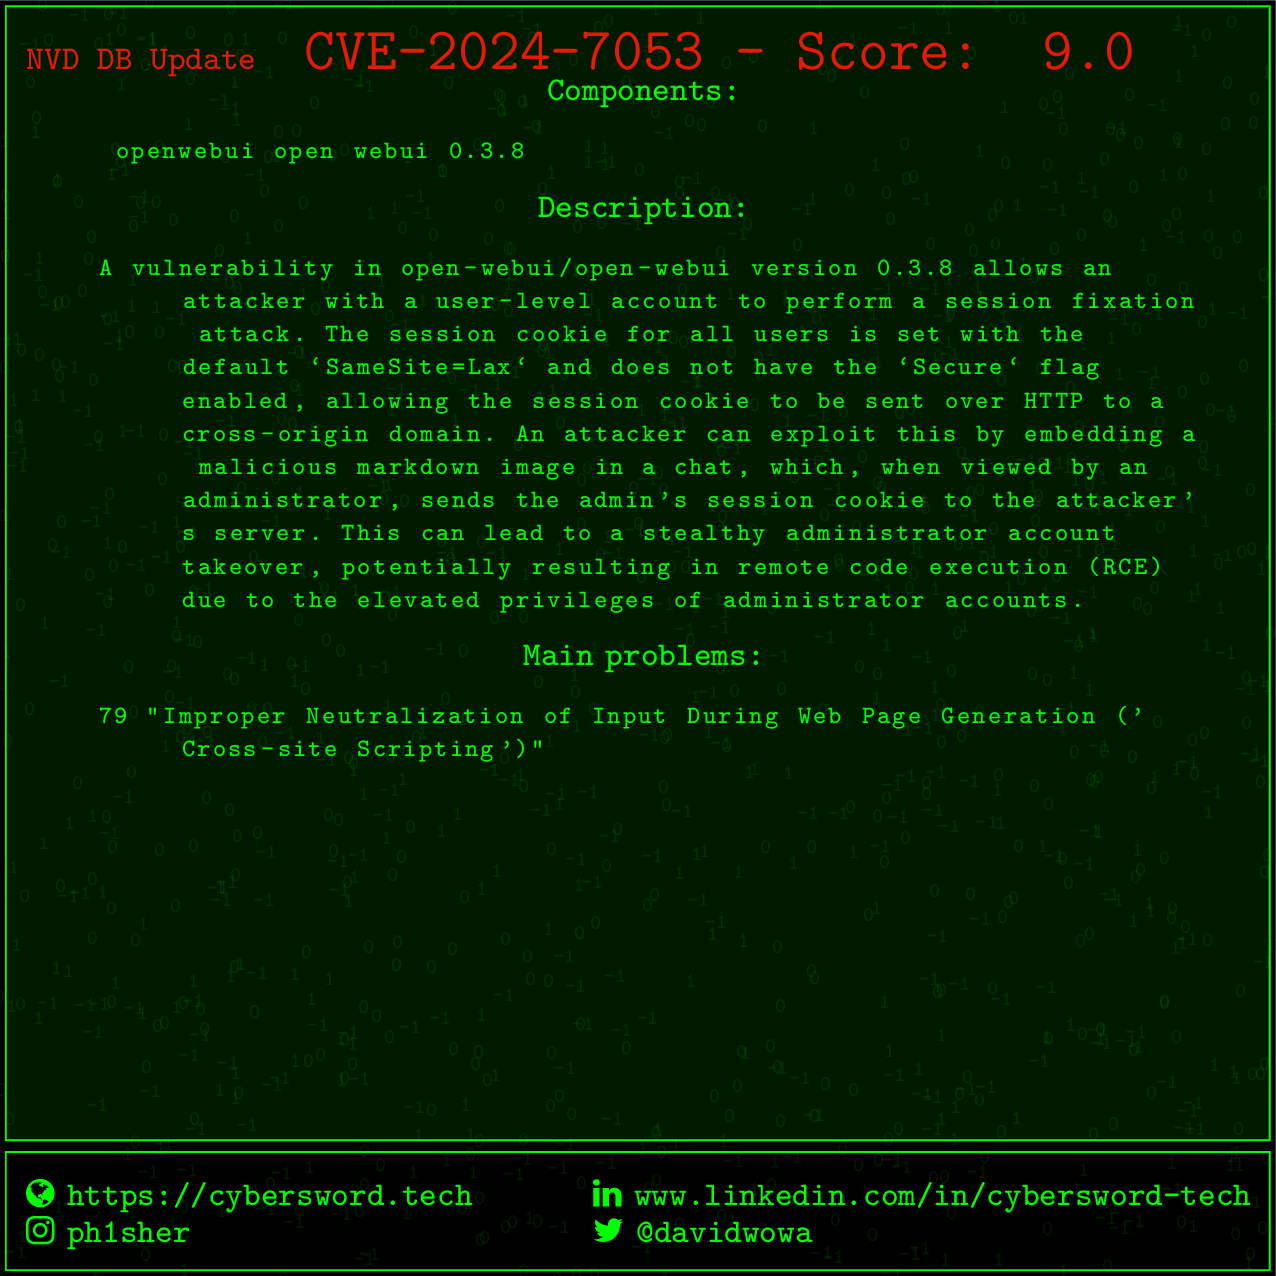 NVD DB Update CVE-2024-7053 - Score: 9.0
Components:
openwebui open webui 0.3.8
Description:
A vulnerability in open-webui/open-webui version 0.3.8 allows an
attacker with a user-level account to perform a session fixation
attack. The session cookie for all users is set with the
default `SameSite=Lax` and does not have the `Secure` flag
enabled, allowing the session cookie to be sent over HTTP to a
cross-origin domain. An attacker can exploit this by embedding a
malicious markdown image in a chat, which, when viewed by an
administrator, sends the admin's session cookie to the attacker'
s server. This can lead to a stealthy administrator account
takeover, potentially resulting in remote code execution (RCE)
due to the elevated privileges of administrator accounts.
Main problems:
79 "Improper Neutralization of Input During Web Page Generation ('
Cross-site Scripting')"
https://cybersword.tech
www.linkedin.com/in/cybersword-tech
ph1sher
@davidwowa